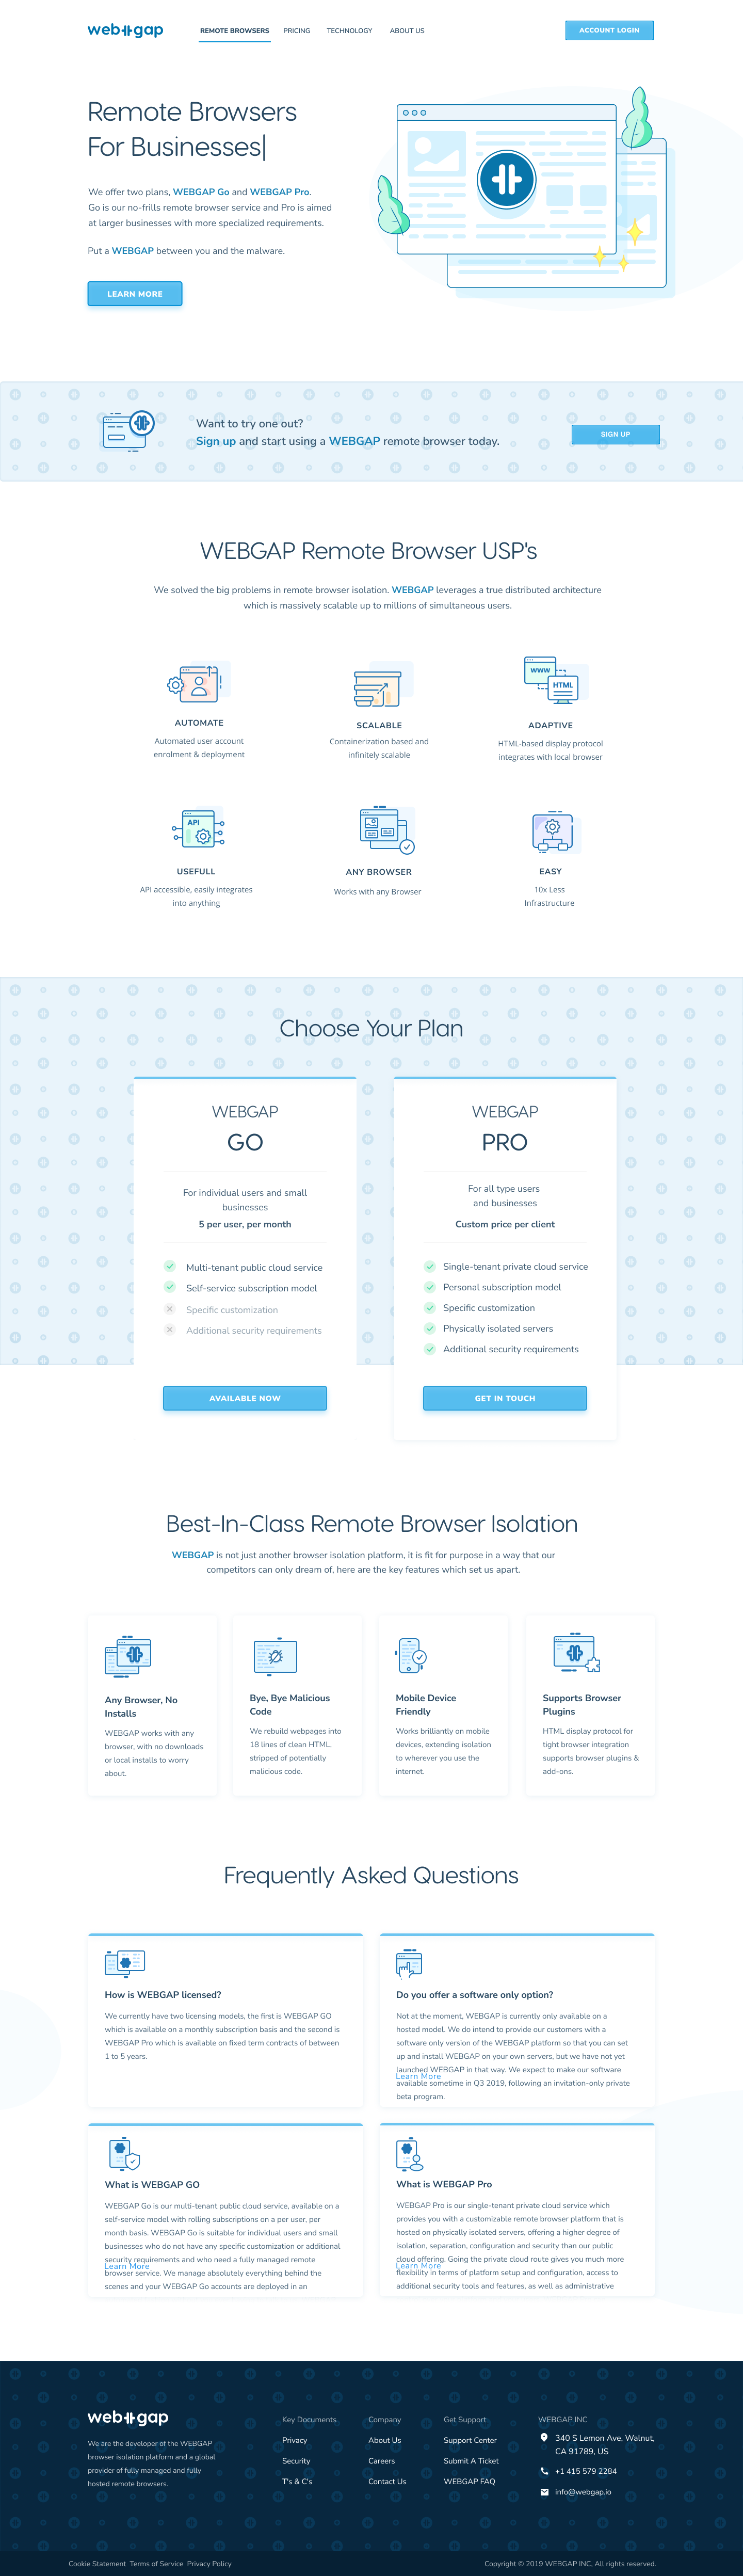 web gap
REMOTE BROWSERS
PRICING
TECHNOLOGY
ABOUT US
ACCOUNT LOGIN
Remote Browsers
For Businesses|
We offer two plans, WEBGAP Go and WEBGAP Pro.
Go is our no-frills remote browser service and Pro is aimed
at larger businesses with more specialized requirements.
Put a WEBGAP between you and the malware.
LEARN MORE
Want to try one out?
Sign up and start using a WEBGAP remote browser today.
SIGN UP
WEBGAP Remote Browser USP's
We solved the big problems in remote browser isolation. WEBGAP leverages a true distributed architecture
which is massively scalable up to millions of simultaneous users.
WWW
HTML
AUTOMATE
Automated user account
enrolment & deployment
SCALABLE
Containerization based and
infinitely scalable
ADAPTIVE
HTML-based display protocol
integrates with local browser
API
USEFULL
API accessible, easily integrates
into anything
ANY BROWSER
Works with any Browser
EASY
10x Less
Infrastructure
Choose Your Plan
WEBGAP
GO
For individual users and small
businesses
5 per user, per month
Multi-tenant public cloud service
Self-service subscription model
Specific customization
Additional security requirements
AVAILABLE NOW
WEBGAP
PRO
For all type users
and businesses
Custom price per client
Single-tenant private cloud service
Personal subscription model
Specific customization
Physically isolated servers
Additional security requirements
GET IN TOUCH
Best-In-Class Remote Browser Isolation
WEBGAP is not just another browser isolation platform, it is fit for purpose in a way that our
competitors can only dream of, here are the key features which set us apart.
Any Browser, No
Installs
WEBGAP works with any
browser, with no downloads
or local installs to worry
about.
Bye, Bye Malicious
Code
We rebuild webpages into
18 lines of clean HTML,
stripped of potentially
malicious code.
Mobile Device
Friendly
Works brilliantly on mobile
devices, extending isolation
to wherever you use the
internet.
Supports Browser
Plugins
HTML display protocol for
tight browser integration
supports browser plugins &
add-ons.
Frequently Asked Questions
How is WEBGAP licensed?
We currently have two licensing models, the first is WEBGAP GO
which is available on a monthly subscription basis and the second is
WEBGAP Pro which is available on fixed term contracts of between
1 to 5 years.
Do you offer a software only option?
Not at the moment, WEBGAP is currently only available on a
hosted model. We do intend to provide our customers with a
software only version of the WEBGAP platform so that you can set
up and install WEBGAP on your own servers, but we have not yet
launched WEBGAP in that way. We expect to make our software
Learn More
available sometime in Q3 2019, following an invitation-only private
beta program.
What is WEBGAP GO
WEBGAP Go is our multi-tenant public cloud service, available on a
self-service model with rolling subscriptions on a per user, per
month basis. WEBGAP Go is suitable for individual users and small
businesses who do not have any specific customization or additional
security requirements and who need a fully managed remote
Learn More
browser service. We manage absolutely everything behind the
scenes and your WEBGAP Go accounts are deployed in an
What is WEBGAP Pro
WEBGAP Pro is our single-tenant private cloud service which
provides you with a customizable remote browser platform that is
hosted on physically isolated servers, offering a higher degree of
isolation, separation, configuration and security than our public
cloud offering. Going the private cloud route gives you much more
Learn More
flexibility in terms of platform setup and configuration, access to
additional security tools and features, as well as administrative
web gap
We are the developer of the WEBGAP
browser isolation platform and a global
provider of fully managed and fully
hosted remote browsers.
Key Documents
Privacy
Security
T's & C's
Company
About Us
Careers
Contact Us
Get Support
Support Center
Submit A Ticket
WEBGAP FAQ
WEBGAP INC
340 S Lemon Ave, Walnut,
CA 91789, US
+1 415 579 2284
info@webgap.io
Cookie Statement Terms of Service Privacy Policy
Copyright © 2019 WEBGAP INC, All rights reserved.